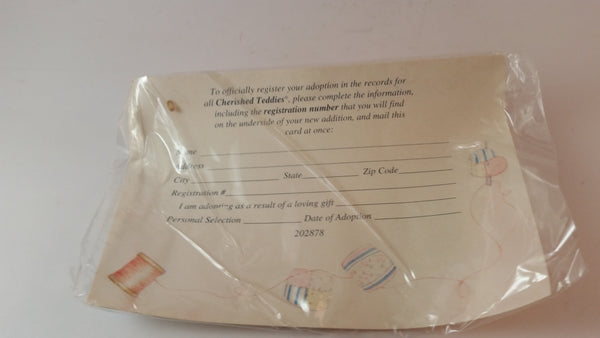 To officially register your adoption in the records for
all Cherished Teddies®, please complete the information,
including the registration number that you will find
on the underside of your new addition, and mail this
card at once:
Name
Address
City State Zip Code
Registration #
I am adopting as a result of a loving gift
Personal Selection Date of Adoption
202878